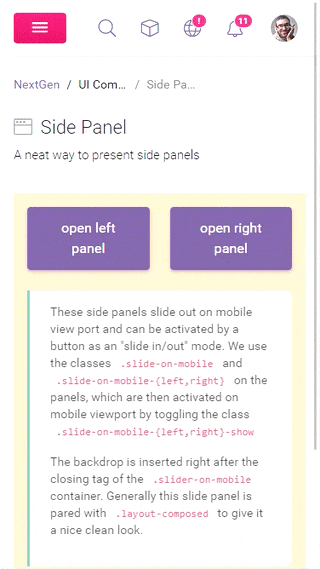 !
11
NextGen / UI Com... / Side Pa...
Side Panel
A neat way to present side panels
open left
panel
open right
panel
These side panels slide out on mobile
view port and can be activated by a
button as an "slide in/out" mode. We use
the classes .slide-on-mobile and
.slide-on-mobile-{left,right} on the
panels, which are then activated on
mobile viewport by toggling the class
.slide-on-mobile-{left,right}-show
The backdrop is inserted right after the
closing tag of the .slider-on-mobile
container. Generally this slide panel is
pared with .layout-composed to give it
a nice clean look.